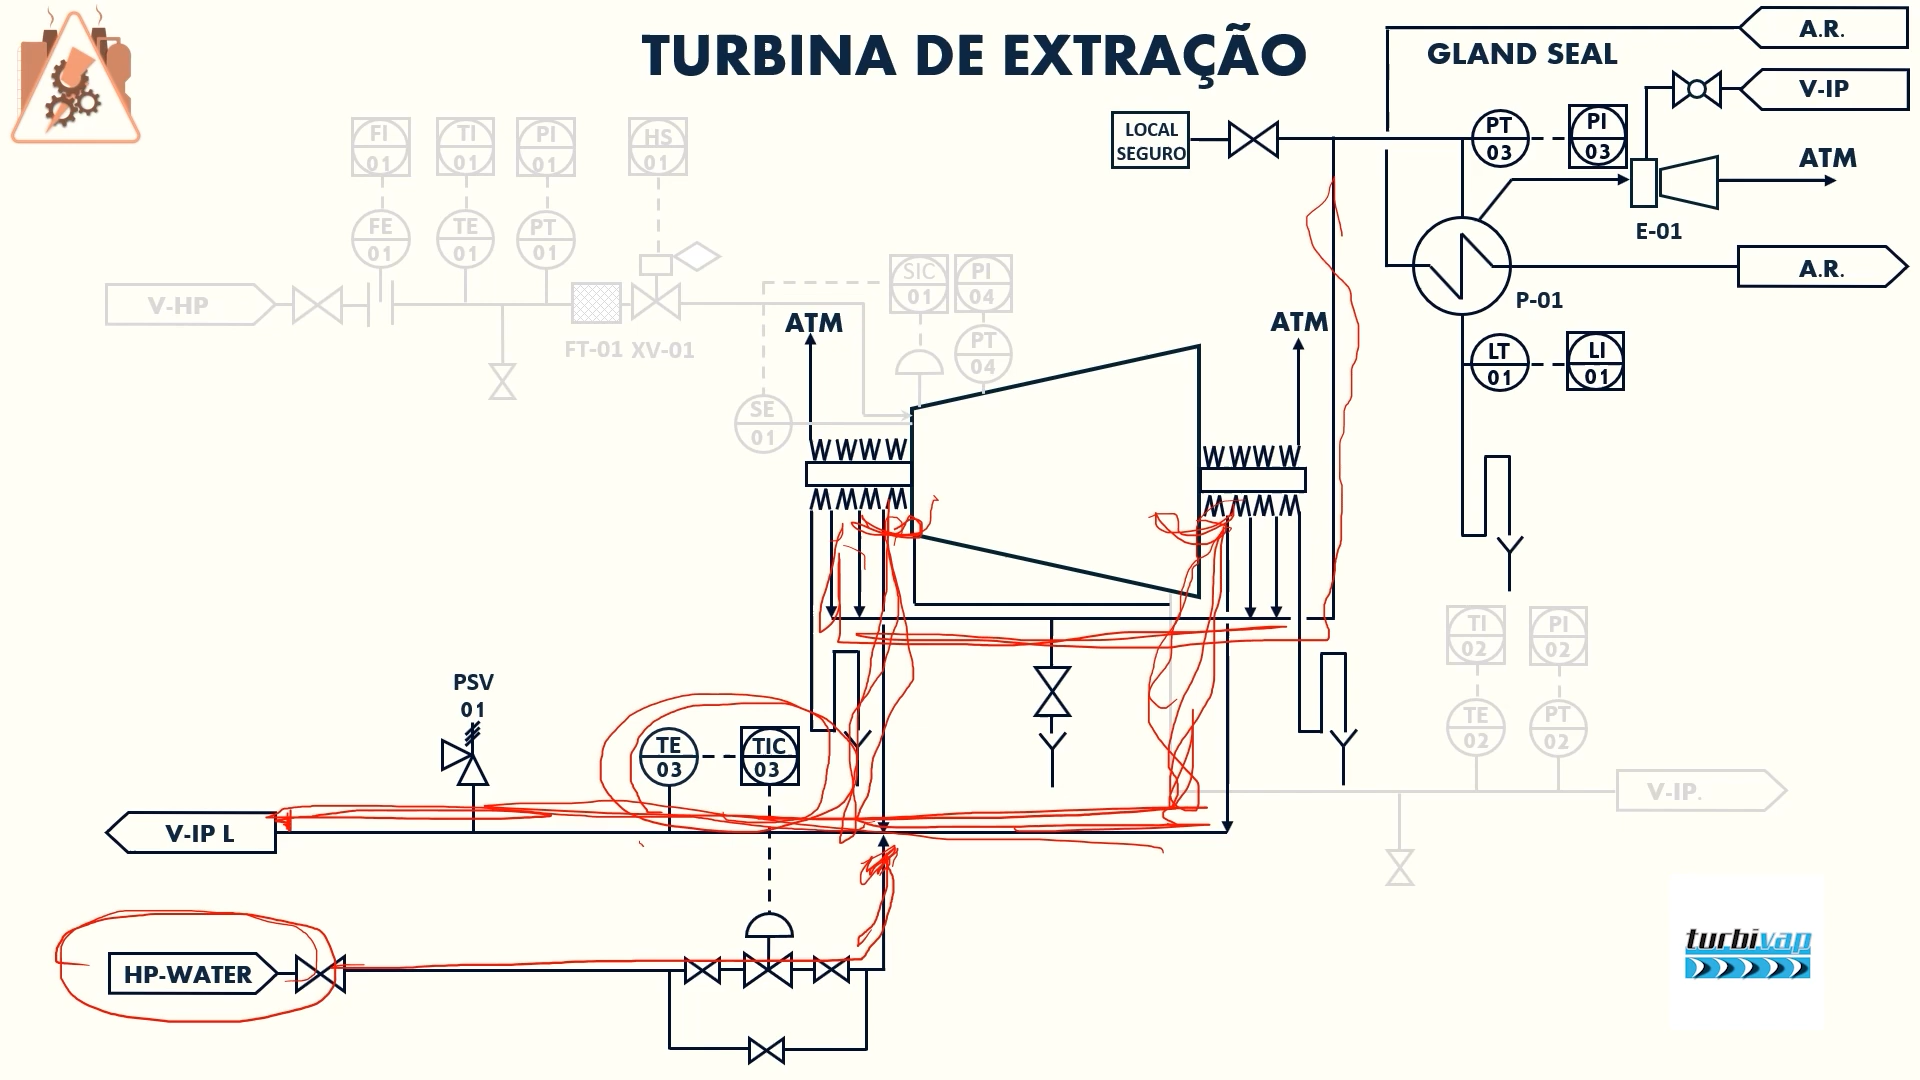 TURBINA DE EXTRAÇÃO
GLAND SEAL
A.R.
V-IP
LOCAL
SEGURO
PT
03
PI
03
ATM
E-01
A.R.
P-01
LT
01
LI
01
FI
01
TI
01
PI
01
HS
01
FE
01
TE
01
PT
01
V-HP
FT-01
XV-01
SIC
01
PI
04
PT
04
SE
01
ATM
ATM
TI
02
PI
02
TE
02
PT
02
V-IP.
PSV
01
TE
03
TIC
03
V-IP L
HP-WATER
turbivap